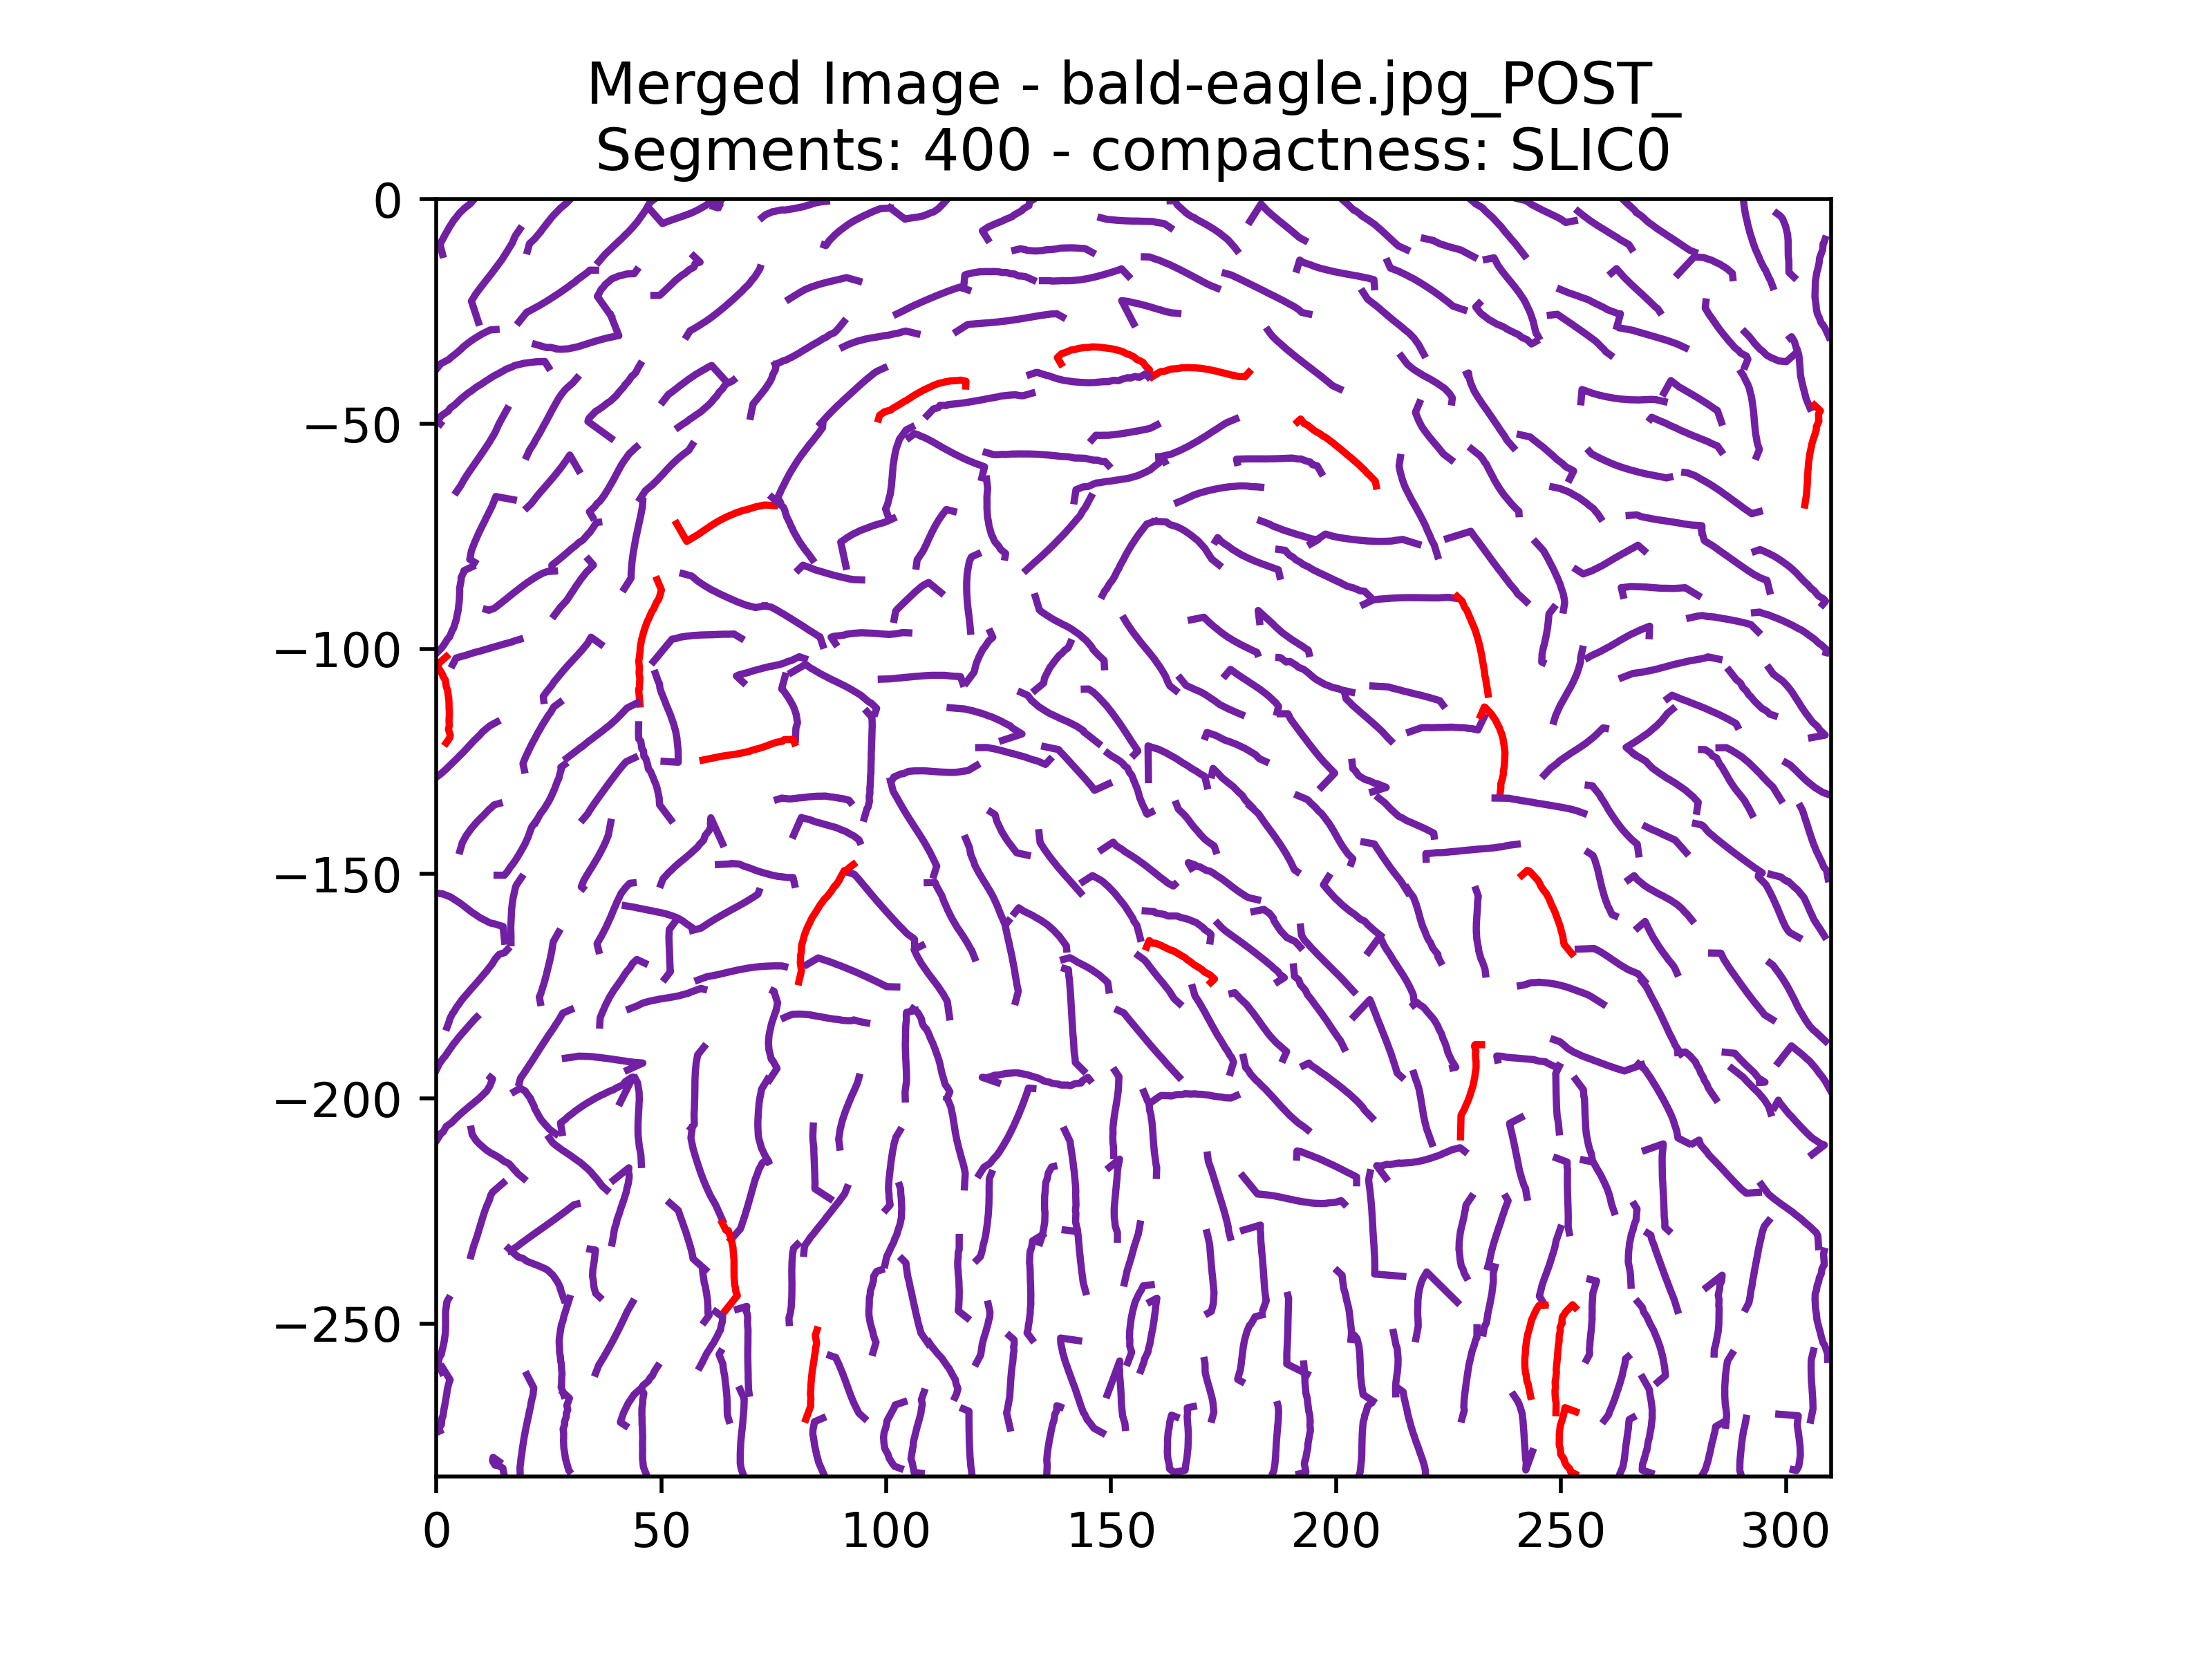 Merged Image - bald-eagle.jpg_POST_
Segments: 400 - compactness: SLIC0
0
−50
−100
−150
−200
−250
0 50 100 150 200 250 300